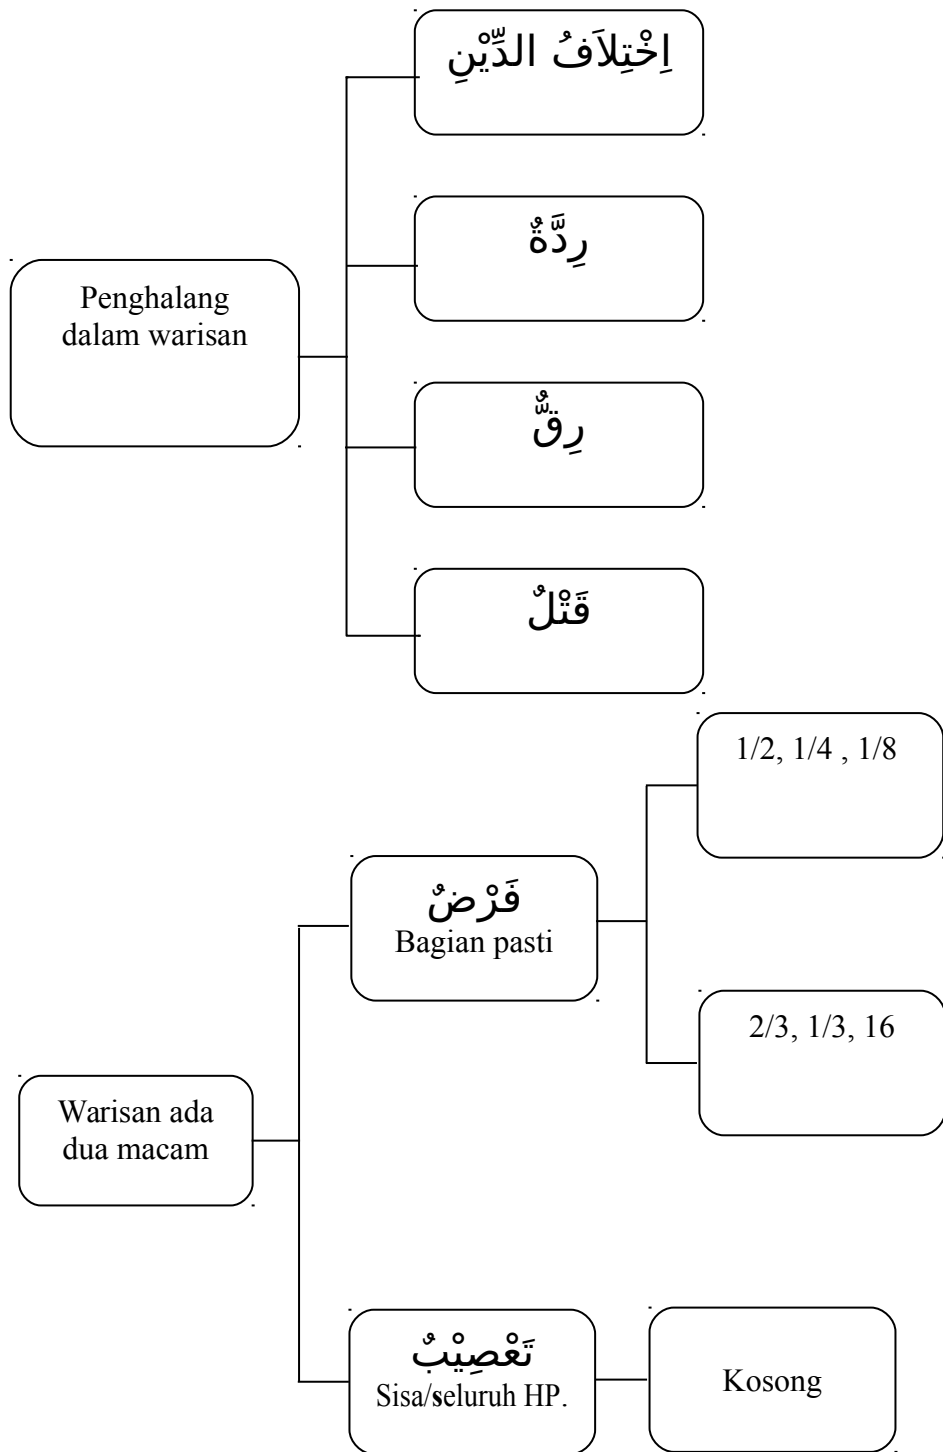 اِخْتِلاَفُ الدِّيْنِ
رِدَّةٌ
Penghalang
dalam warisan
رِقٌّ
قَتْلٌ
1/2, 1/4 , 1/8
فَرْضٌ
Bagian pasti
2/3, 1/3, 16
Warisan ada
dua macam
تَعْصِيْبٌ
Sisa/seluruh HP.
Kosong